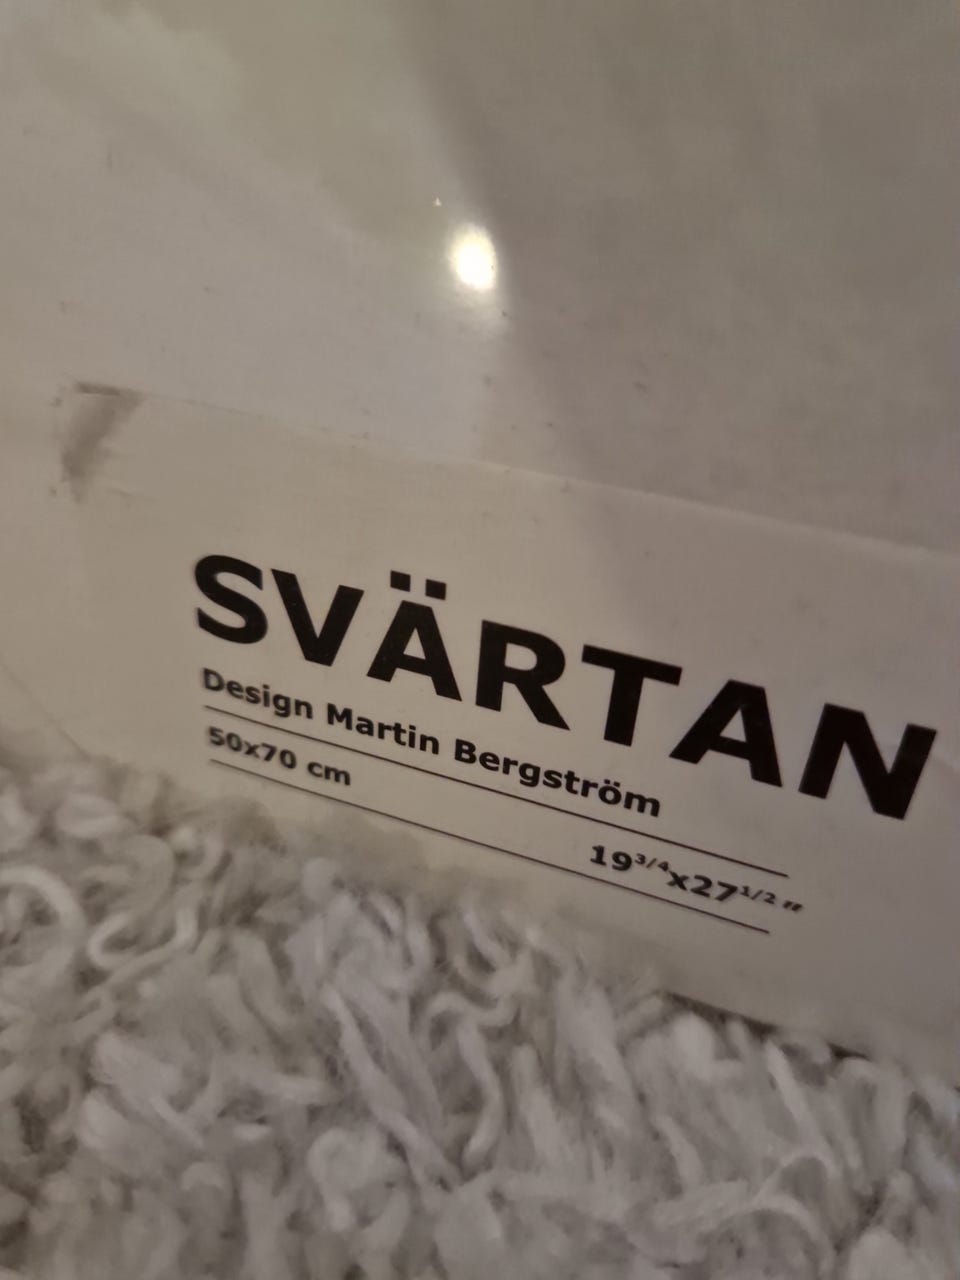 SVÄRTAN
Design Martin Bergström
50x70 cm
19 3/4x27 1/2 "